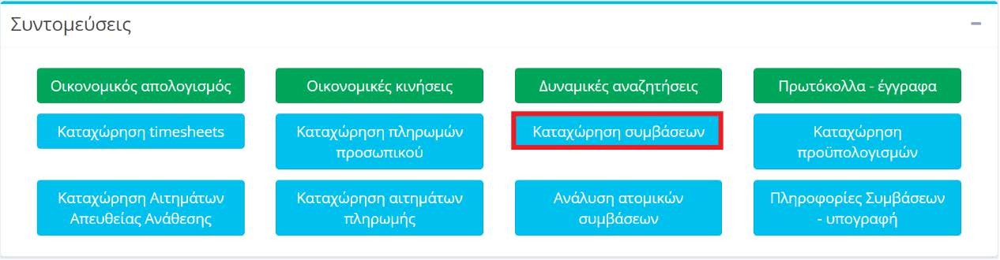 Συντομεύσεις
Οικονομικός απολογισμός
Οικονομικές κινήσεις
Δυναμικές αναζητήσεις
Πρωτόκολλα - έγγραφα
Καταχώρηση timesheets
Καταχώρηση πληρωμών
προσωπικού
Καταχώρηση συμβάσεων
Καταχώρηση
προϋπολογισμών
Καταχώρηση Αιτημάτων
Απευθείας Ανάθεσης
Καταχώρηση αιτημάτων
πληρωμής
Ανάλυση ατομικών
συμβάσεων
Πληροφορίες Συμβάσεων
- υπογραφή